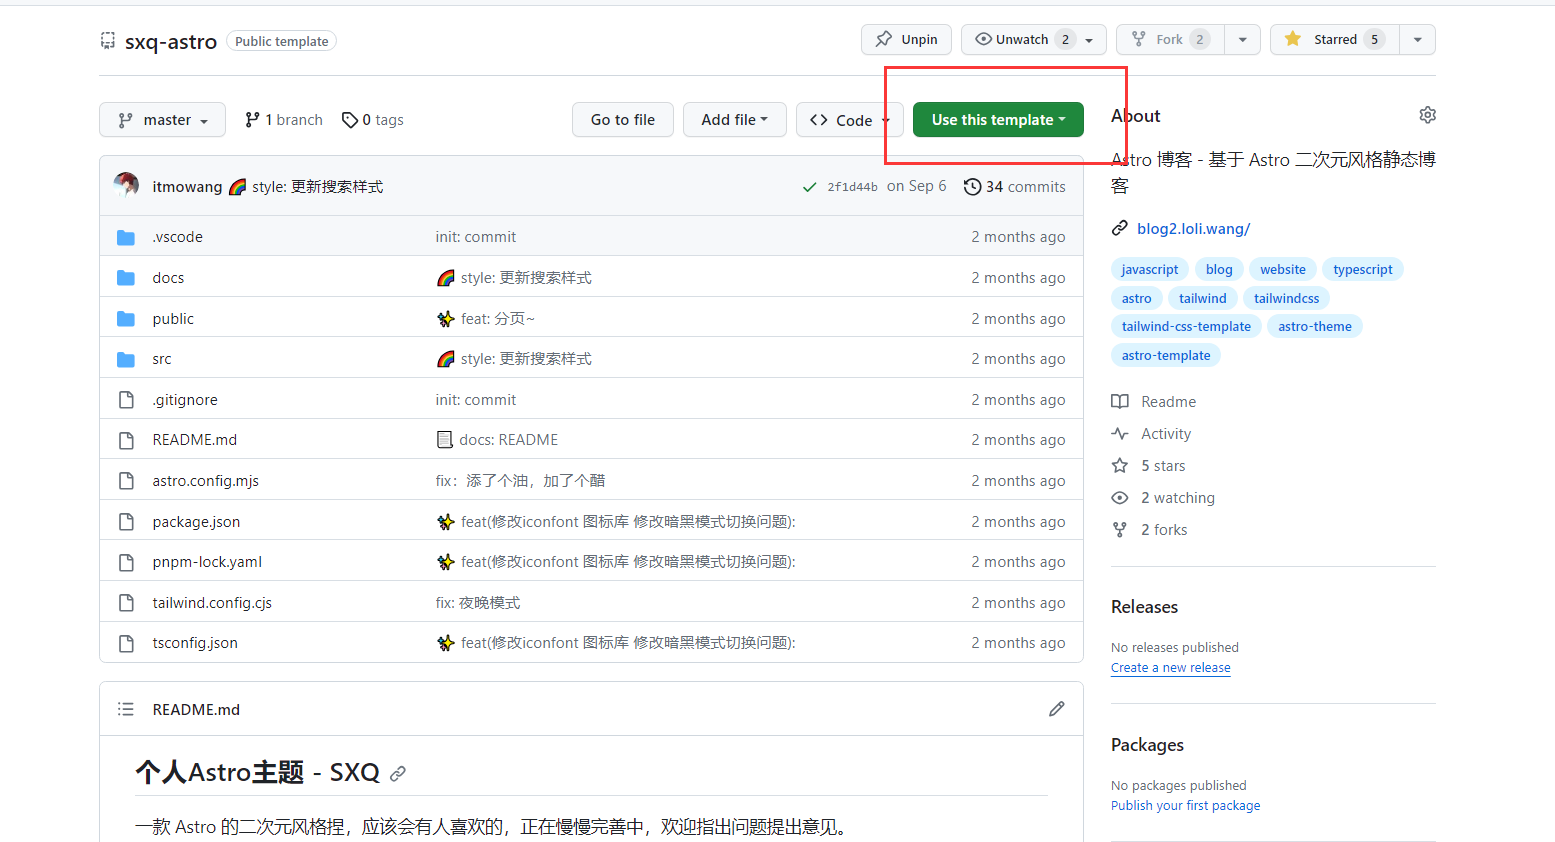 sxq-astro Public template Unpin Unwatch 2 Fork 2 Starred 5
master 1 branch 0 tags Go to file Add file Code Use this template
itmowang 🌈 style: 更新搜索样式 2f1d44b on Sep 6 34 commits
.vscode init: commit 2 months ago
docs 🌈 style: 更新搜索样式 2 months ago
public ✨ feat: 分页~ 2 months ago
src 🌈 style: 更新搜索样式 2 months ago
.gitignore init: commit 2 months ago
README.md 📃 docs: README 2 months ago
astro.config.mjs fix：添了个油，加了个醋 2 months ago
package.json ✨ feat(修改iconfont 图标库 修改暗黑模式切换问题): 2 months ago
pnpm-lock.yaml ✨ feat(修改iconfont 图标库 修改暗黑模式切换问题): 2 months ago
tailwind.config.cjs fix: 夜晚模式 2 months ago
tsconfig.json ✨ feat(修改iconfont 图标库 修改暗黑模式切换问题): 2 months ago
README.md
个人Astro主题 - SXQ
一款 Astro 的二次元风格捏，应该会有人喜欢的，正在慢慢完善中，欢迎指出问题提出意见。
About
Astro 博客 - 基于 Astro 二次元风格静态博
客
blog2.loli.wang/
javascript blog website typescript
astro tailwind tailwindcss
tailwind-css-template astro-theme
astro-template
Readme
Activity
5 stars
2 watching
2 forks
Releases
No releases published
Create a new release
Packages
No packages published
Publish your first package